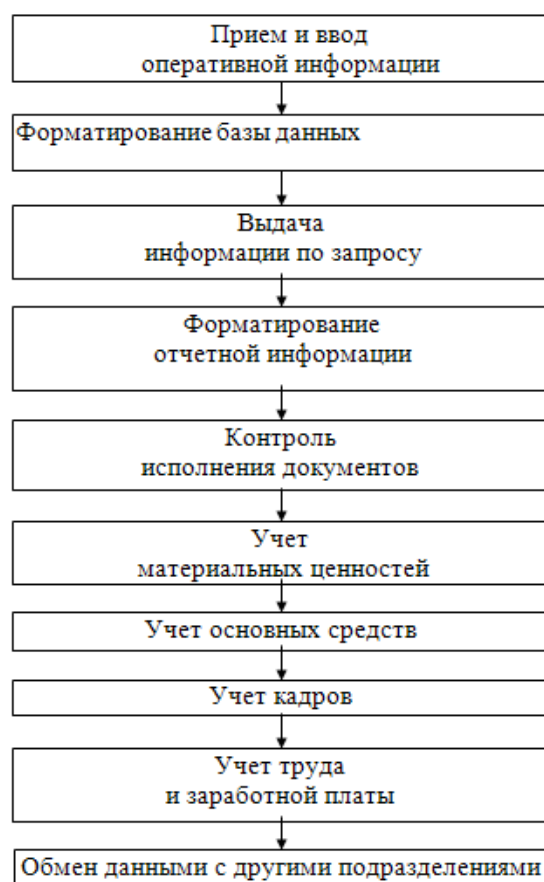 Прием и ввод
оперативной информации
Форматирование базы данных
Выдача
информации по запросу
Форматирование
отчетной информации
Контроль
исполнения документов
Учет
материальных ценностей
Учет основных средств
Учет кадров
Учет труда
и заработной платы
Обмен данными с другими подразделениями